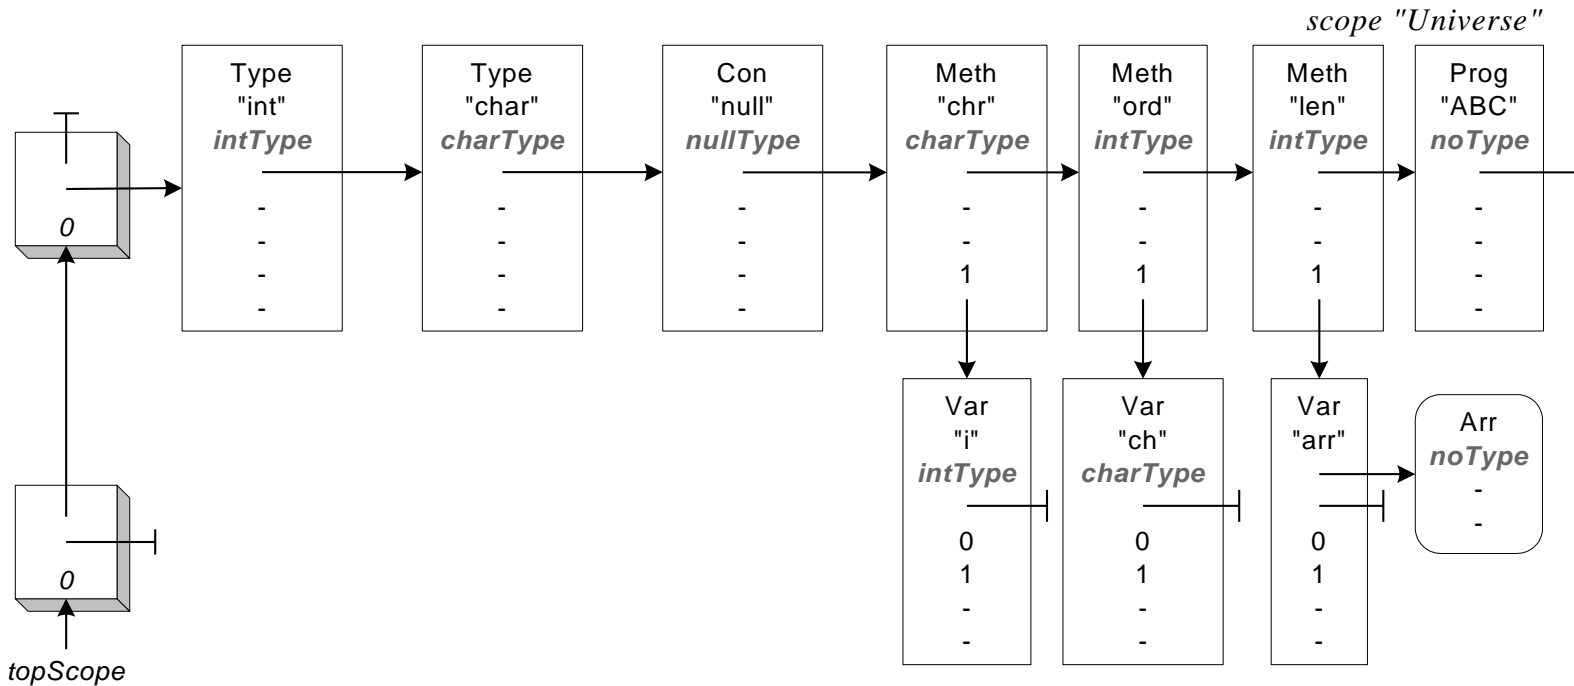 scope "Universe"
Type
"int"
intType
-
-
-
-
Type
"char"
charType
-
-
-
-
Con
"null"
nullType
-
-
-
-
Meth
"chr"
charType
-
-
1
-
Meth
"ord"
intType
-
-
1
-
Meth
"len"
intType
-
-
1
-
Prog
"ABC"
noType
-
-
-
-
0
Var
"i"
intType
0
1
-
-
Var
"ch"
charType
0
1
-
-
Var
"arr"
0
1
-
-
Arr
noType
-
-
0
topScope